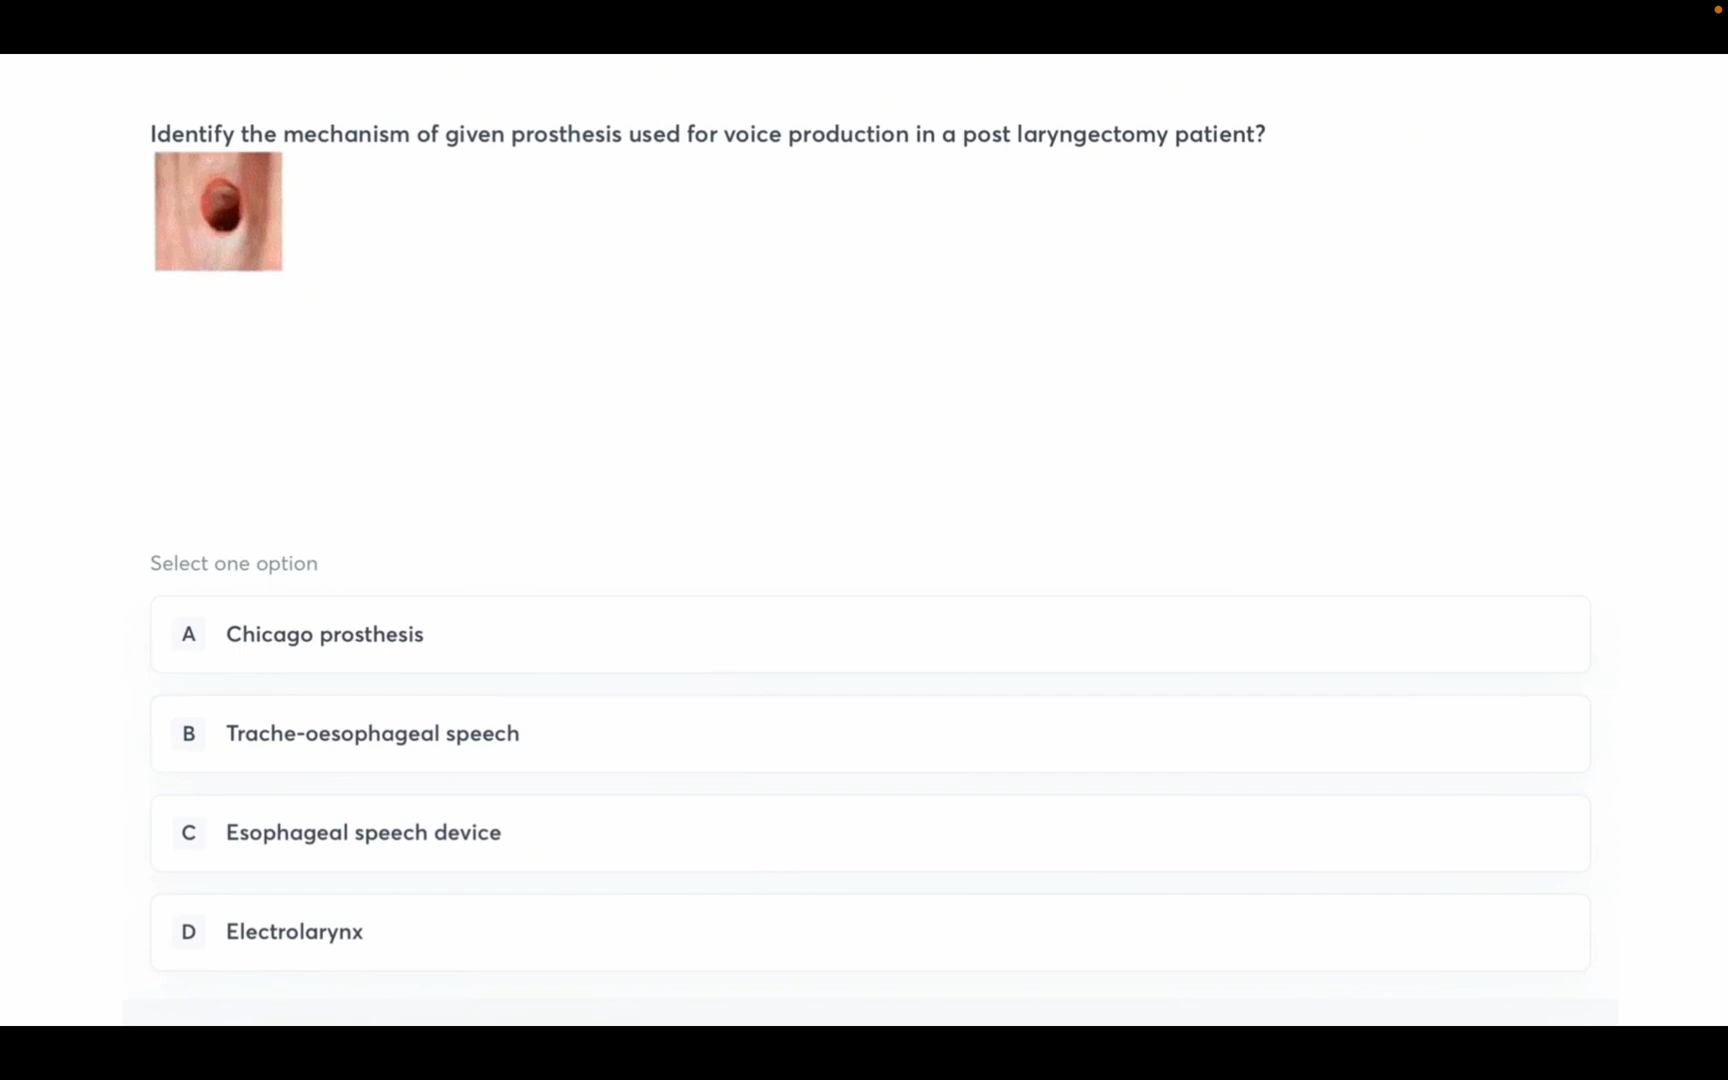 Identify the mechanism of given prosthesis used for voice production in a post laryngectomy patient?
Select one option
A Chicago prosthesis
B Trache-oesophageal speech
C Esophageal speech device
D Electrolarynx